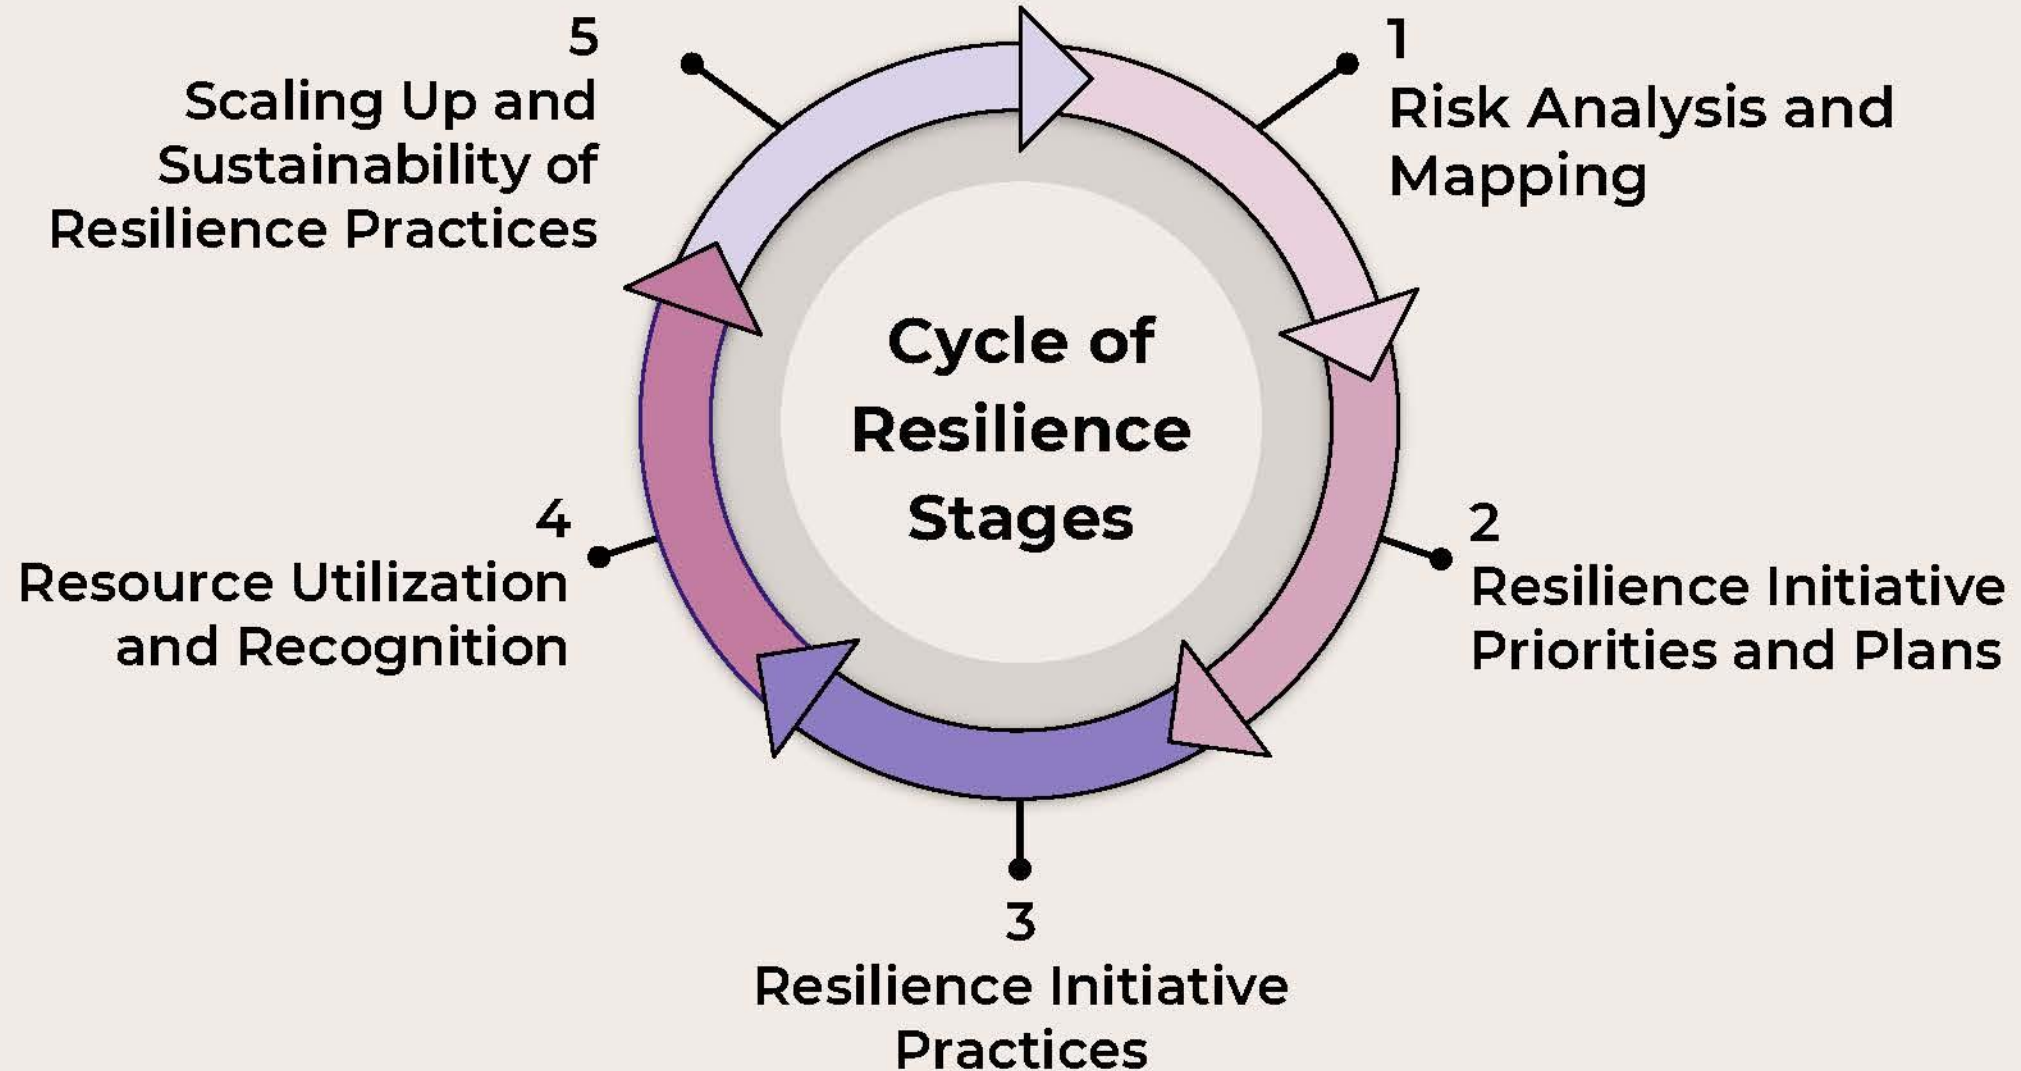 Cycle of
Resilience
Stages
1
Risk Analysis and
Mapping
2
Resilience Initiative
Priorities and Plans
3
Resilience Initiative
Practices
4
Resource Utilization
and Recognition
5
Scaling Up and
Sustainability of
Resilience Practices